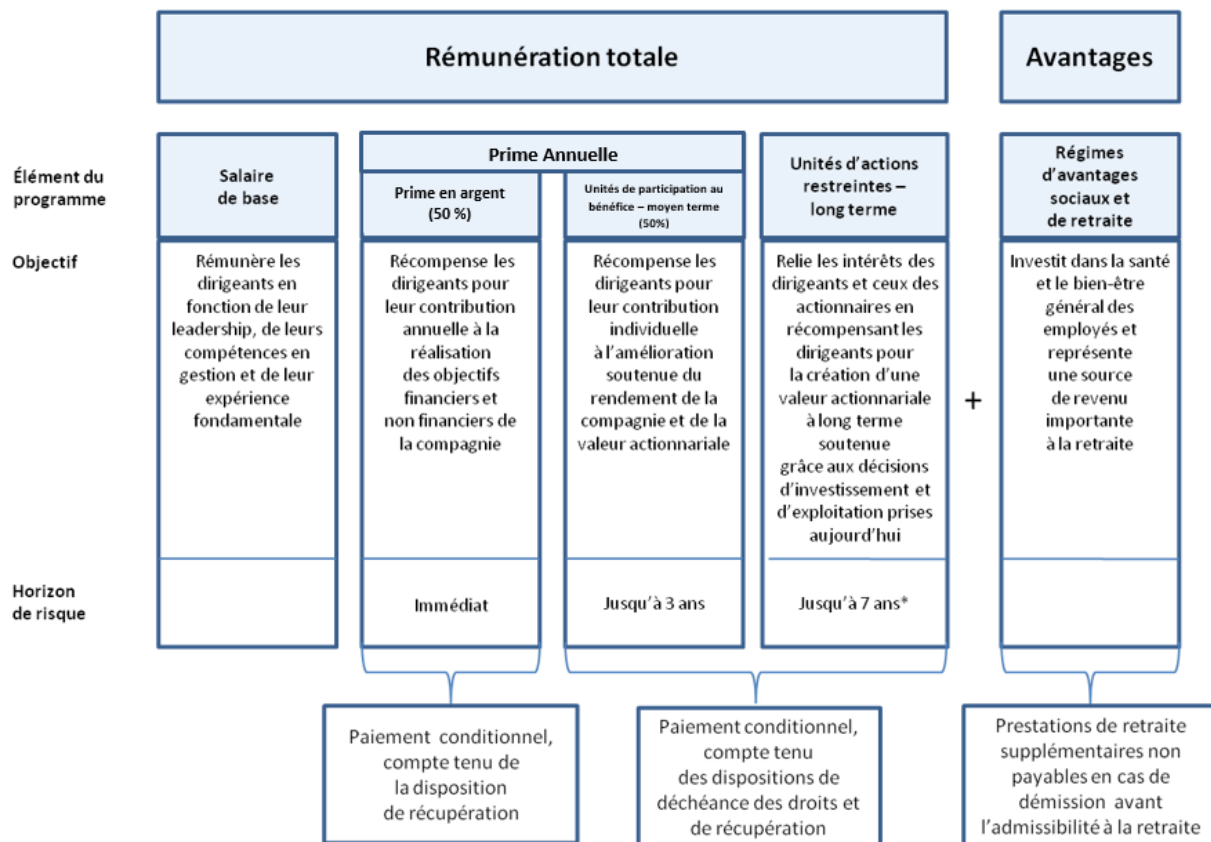 Rémunération totale
Avantages
Élément du
programme
Salaire
de base
Prime Annuelle
Prime en argent
(50 %)
Unités de participation au
bénéfice – moyen terme
(50%)
Unités d'actions
restreintes –
long terme
Régimes
d'avantages
sociaux et
de retraite
Objectif
Rémunère les
dirigeants en
fonction de leur
leadership, de leurs
compétences en
gestion et de leur
expérience
fondamentale
Récompense les
dirigeants pour
leur contribution
annuelle à la
réalisation
des objectifs
financiers et
non financiers de
la compagnie
Récompense les
dirigeants pour
leur contribution
individuelle
à l'amélioration
soutenue du
rendement de la
compagnie et de la
valeur actionnariale
Relie les intérêts des
dirigeants et ceux des
actionnaires en
récompensant les
dirigeants pour
la création d'une
valeur actionnariale
à long terme
soutenue
grâce aux décisions
d'investissement et
d'exploitation prises
aujourd'hui
+
Investit dans la santé
et le bien-être
général des
employés et
représente
une source
de revenu
importante
à la retraite
Horizon
de risque
Immédiat
Jusqu'à 3 ans
Jusqu'à 7 ans*
Paiement conditionnel,
compte tenu de
la disposition
de récupération
Paiement conditionnel,
compte tenu
des dispositions de
déchéance des droits et
de récupération
Prestations de retraite
supplémentaires non
payables en cas de
démission avant
l'admissibilité à la retraite